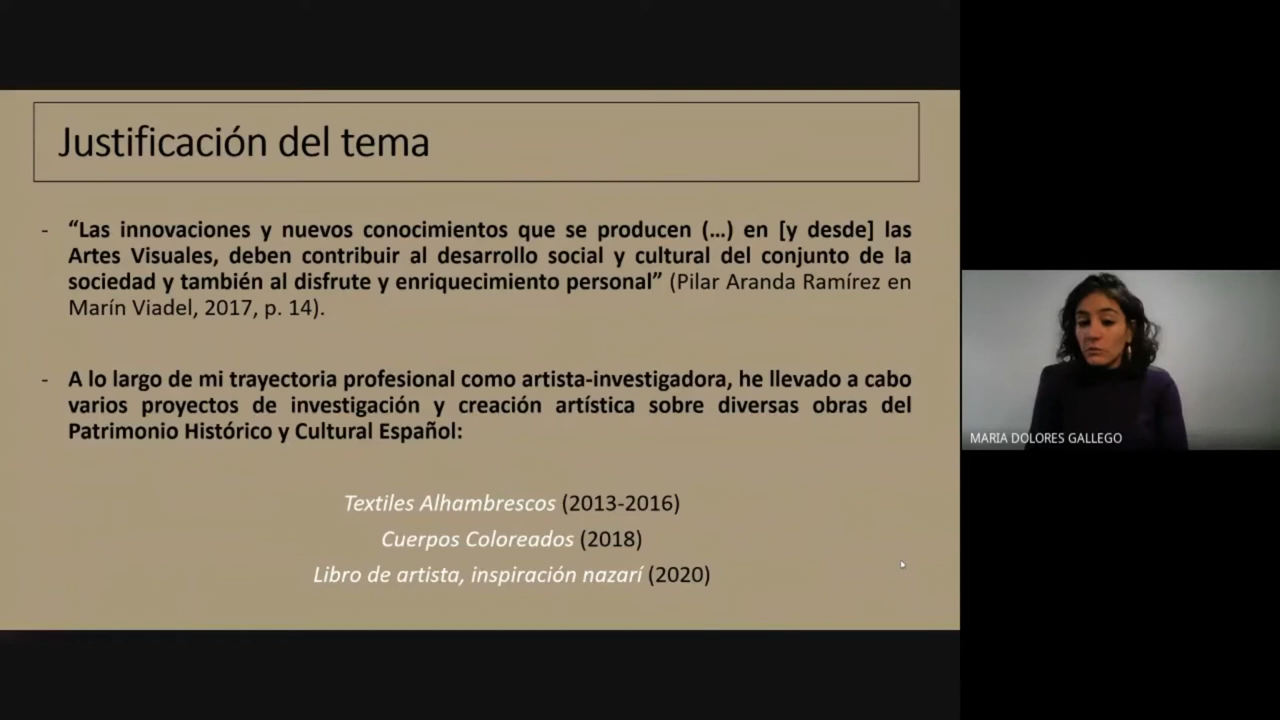 Justificación del tema
- “Las innovaciones y nuevos conocimientos que se producen (…) en [y desde] las
Artes Visuales, deben contribuir al desarrollo social y cultural del conjunto de la
sociedad y también al disfrute y enriquecimiento personal” (Pilar Aranda Ramírez en
Marín Viadel, 2017, p. 14).
- A lo largo de mi trayectoria profesional como artista-investigadora, he llevado a cabo
varios proyectos de investigación y creación artística sobre diversas obras del
Patrimonio Histórico y Cultural Español:
Textiles Alhambrescos (2013-2016)
Cuerpos Coloreados (2018)
Libro de artista, inspiración nazarí (2020)
MARIA DOLORES GALLEGO